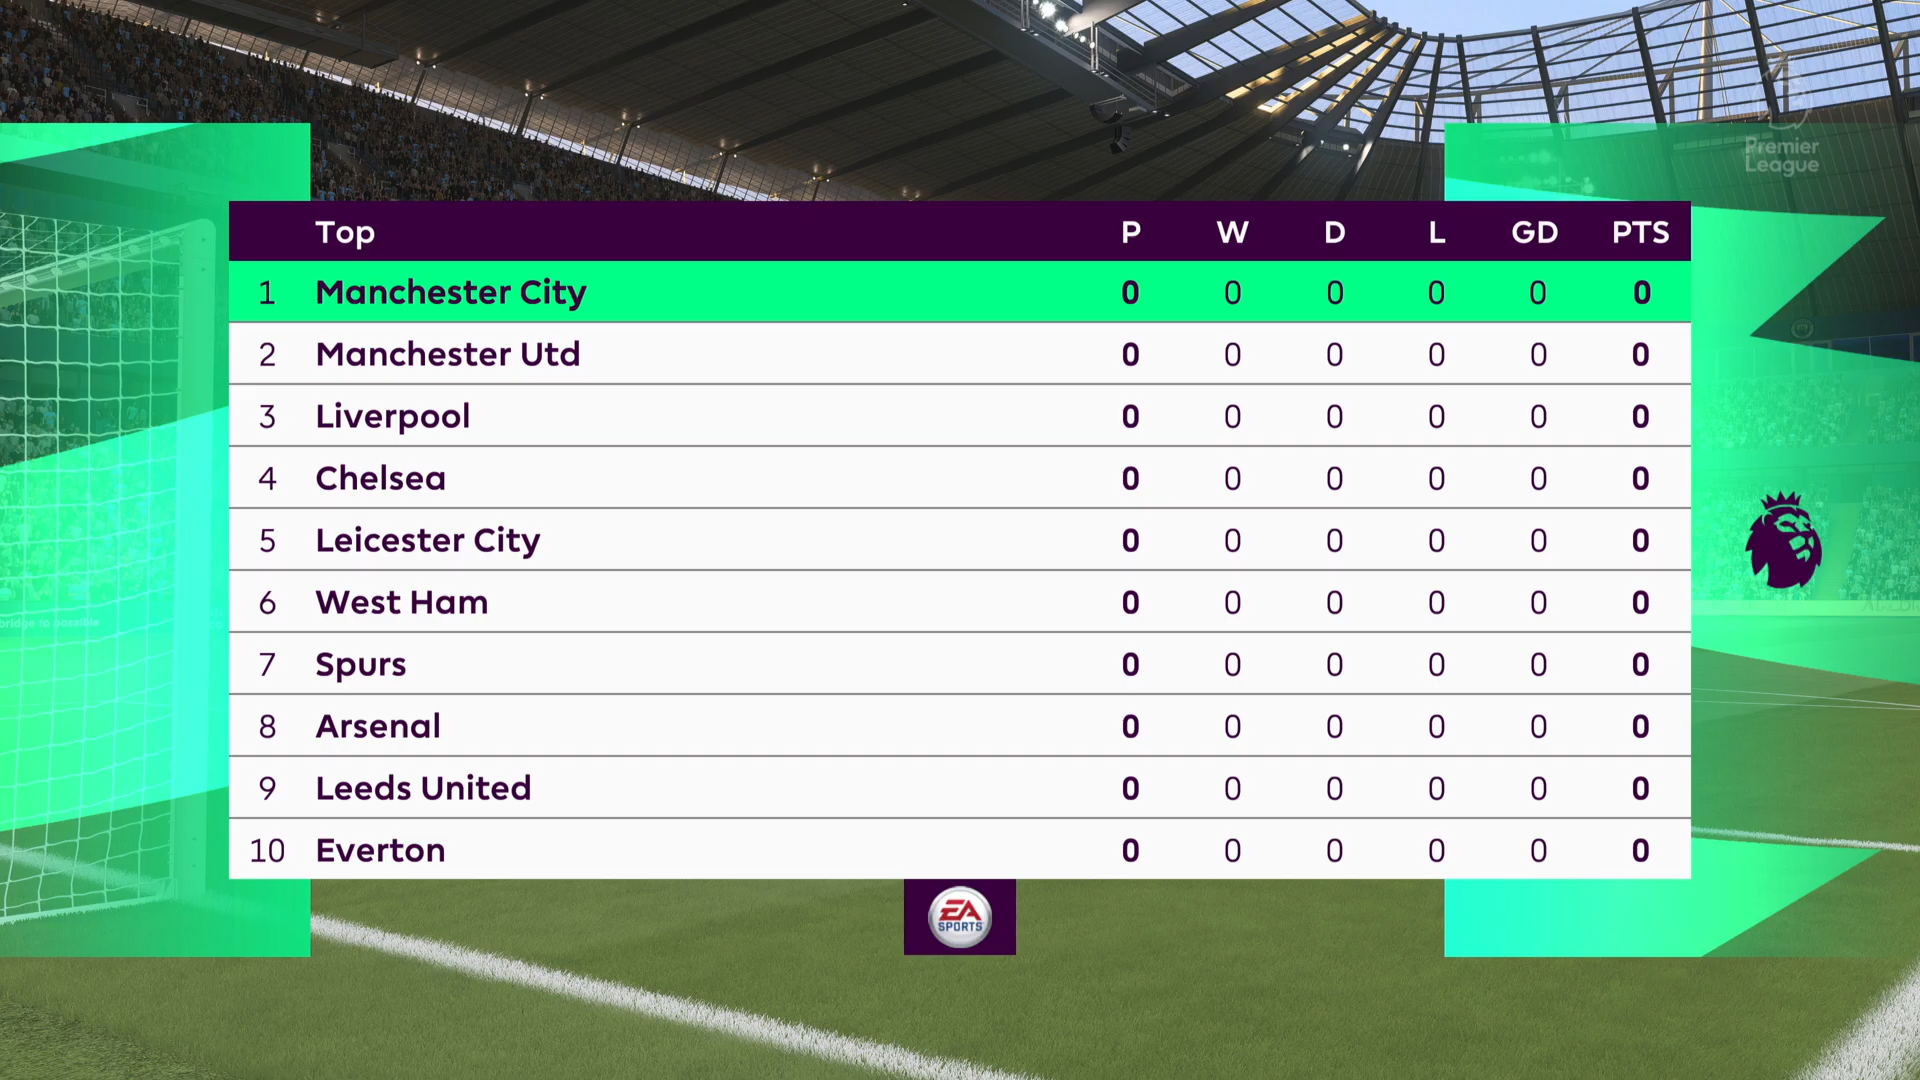 Premier
League
Top P W D L GD PTS
1 Manchester City 0 0 0 0 0 0
2 Manchester Utd 0 0 0 0 0 0
3 Liverpool 0 0 0 0 0 0
4 Chelsea 0 0 0 0 0 0
5 Leicester City 0 0 0 0 0 0
6 West Ham 0 0 0 0 0 0
7 Spurs 0 0 0 0 0 0
8 Arsenal 0 0 0 0 0 0
9 Leeds United 0 0 0 0 0 0
10 Everton 0 0 0 0 0 0
bridge to possible
EA
SPORTS